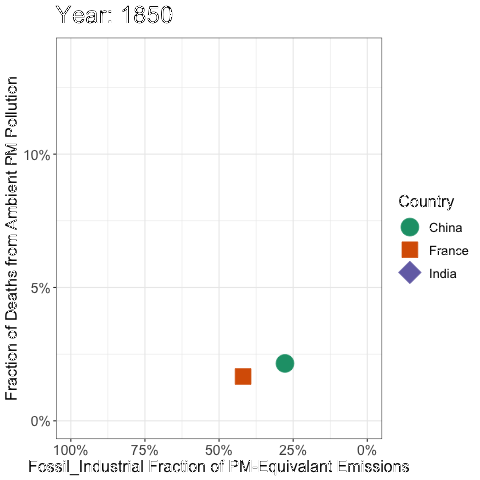 Year: 1850
Fraction of Deaths from Ambient PM Pollution
10%
5%
0%
100%
75%
50%
25%
0%
Fossil_Industrial Fraction of PM-Equivalant Emissions
Country
China
France
India